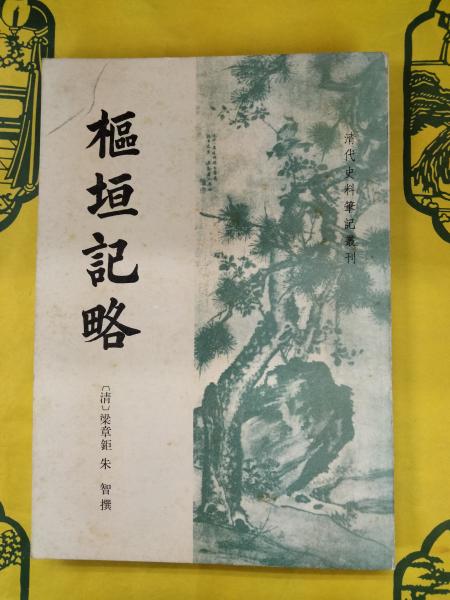 清代史料筆記叢刊
樞垣記略
〔清〕梁章鉅 朱 智 撰